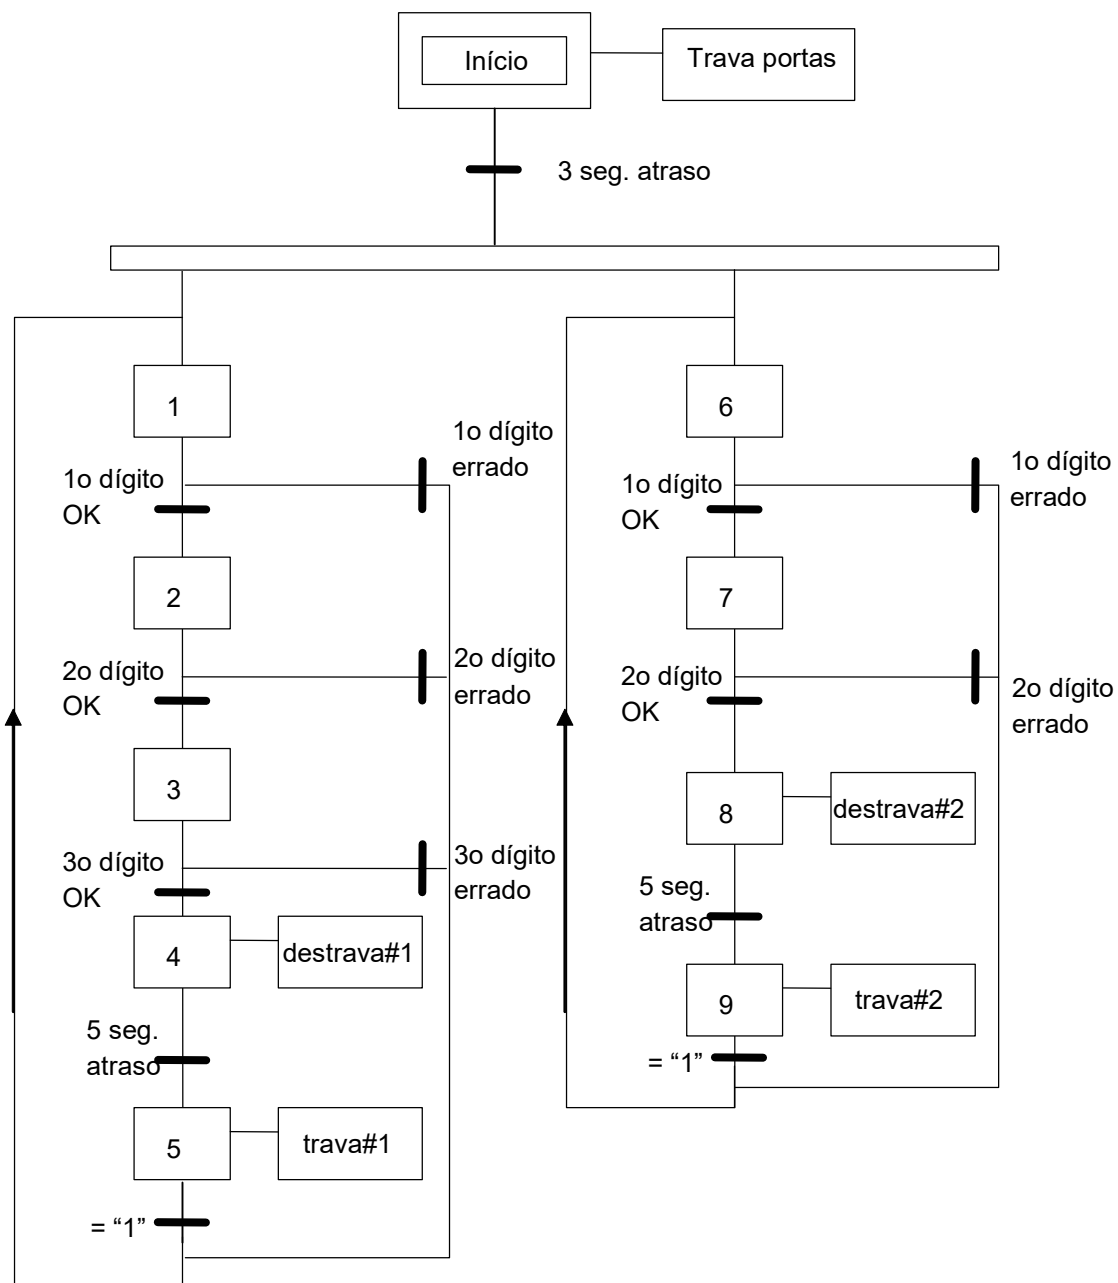 Início
Trava portas
3 seg. atraso
1
1o dígito
errado
1o dígito
OK
2
2o dígito
OK
2o dígito
errado
3
3o dígito
OK
3o dígito
errado
4
destrava#1
5 seg.
atraso
5
trava#1
= “1”
6
1o dígito
errado
1o dígito
OK
7
2o dígito
OK
2o dígito
errado
8
destrava#2
5 seg.
atraso
9
trava#2
= “1”